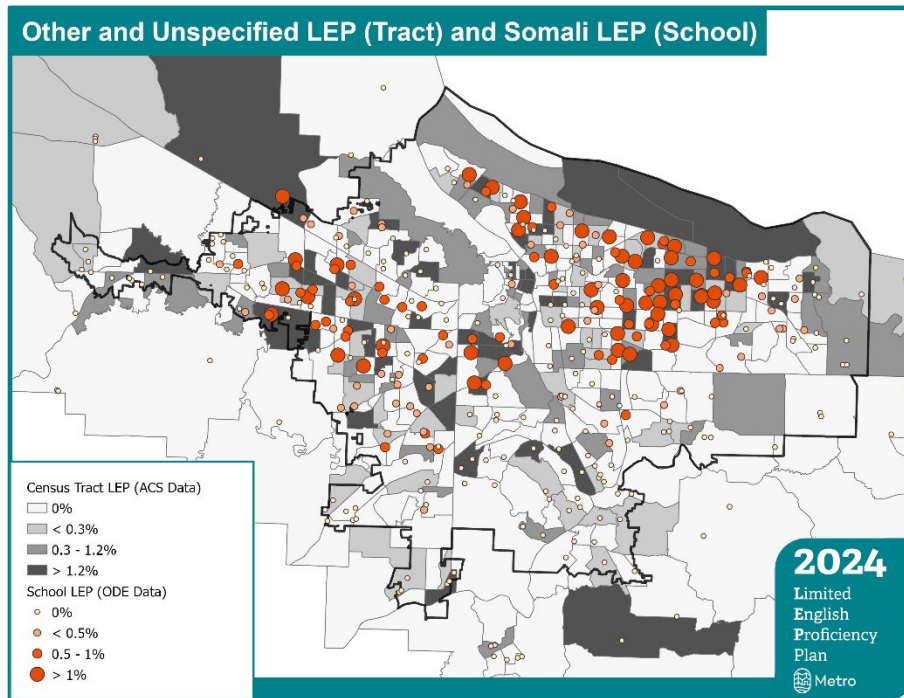 Other and Unspecified LEP (Tract) and Somali LEP (School)
Census Tract LEP (ACS Data)
0%
< 0.3%
0.3 - 1.2%
> 1.2%
School LEP (ODE Data)
0%
< 0.5%
0.5 - 1%
> 1%
2024
Limited
English
Proficiency
Plan
Metro